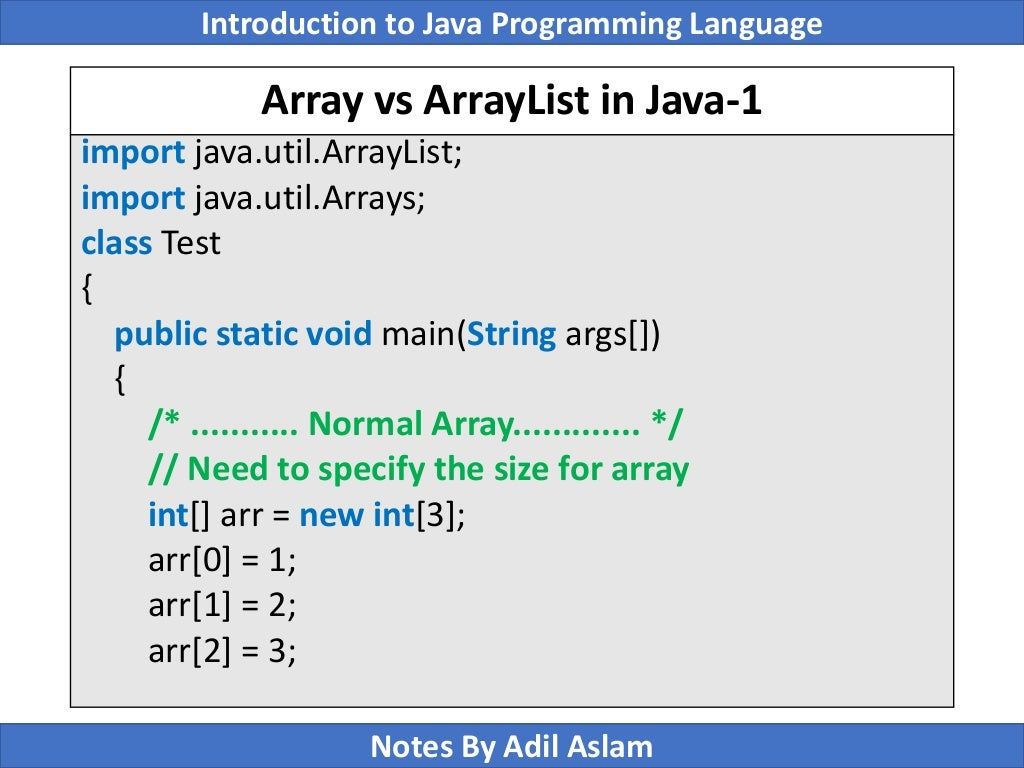 Introduction to Java Programming Language
Array vs ArrayList in Java-1
import java.util.ArrayList;
import java.util.Arrays;
class Test
{
public static void main(String args[])
{
/* ........... Normal Array............. */
// Need to specify the size for array
int[] arr = new int[3];
arr[0] = 1;
arr[1] = 2;
arr[2] = 3;
Notes By Adil Aslam